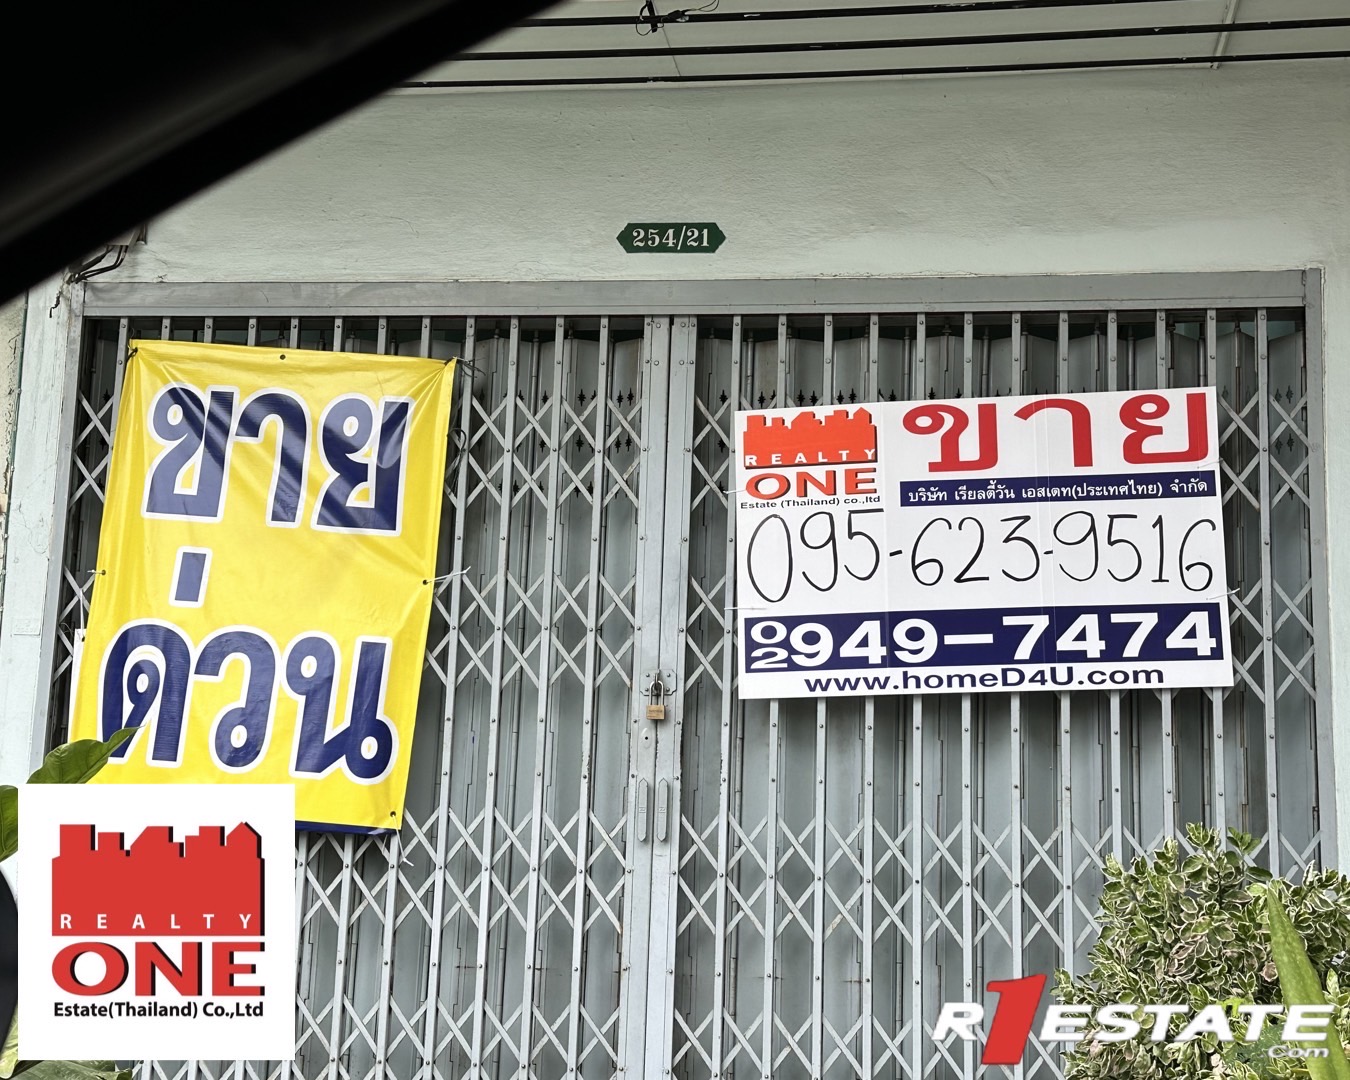 254/21
ขาย
ด่วน
REALTY
ONE
Estate (Thailand) co.,ltd
ขาย
บริษัท เรียลตี้วัน เอสเตท(ประเทศไทย) จำกัด
095-623-9516
02 949-7474
www.homeD4U.com
REALTY
ONE
Estate(Thailand) Co.,Ltd
R1ESTATE
.Com